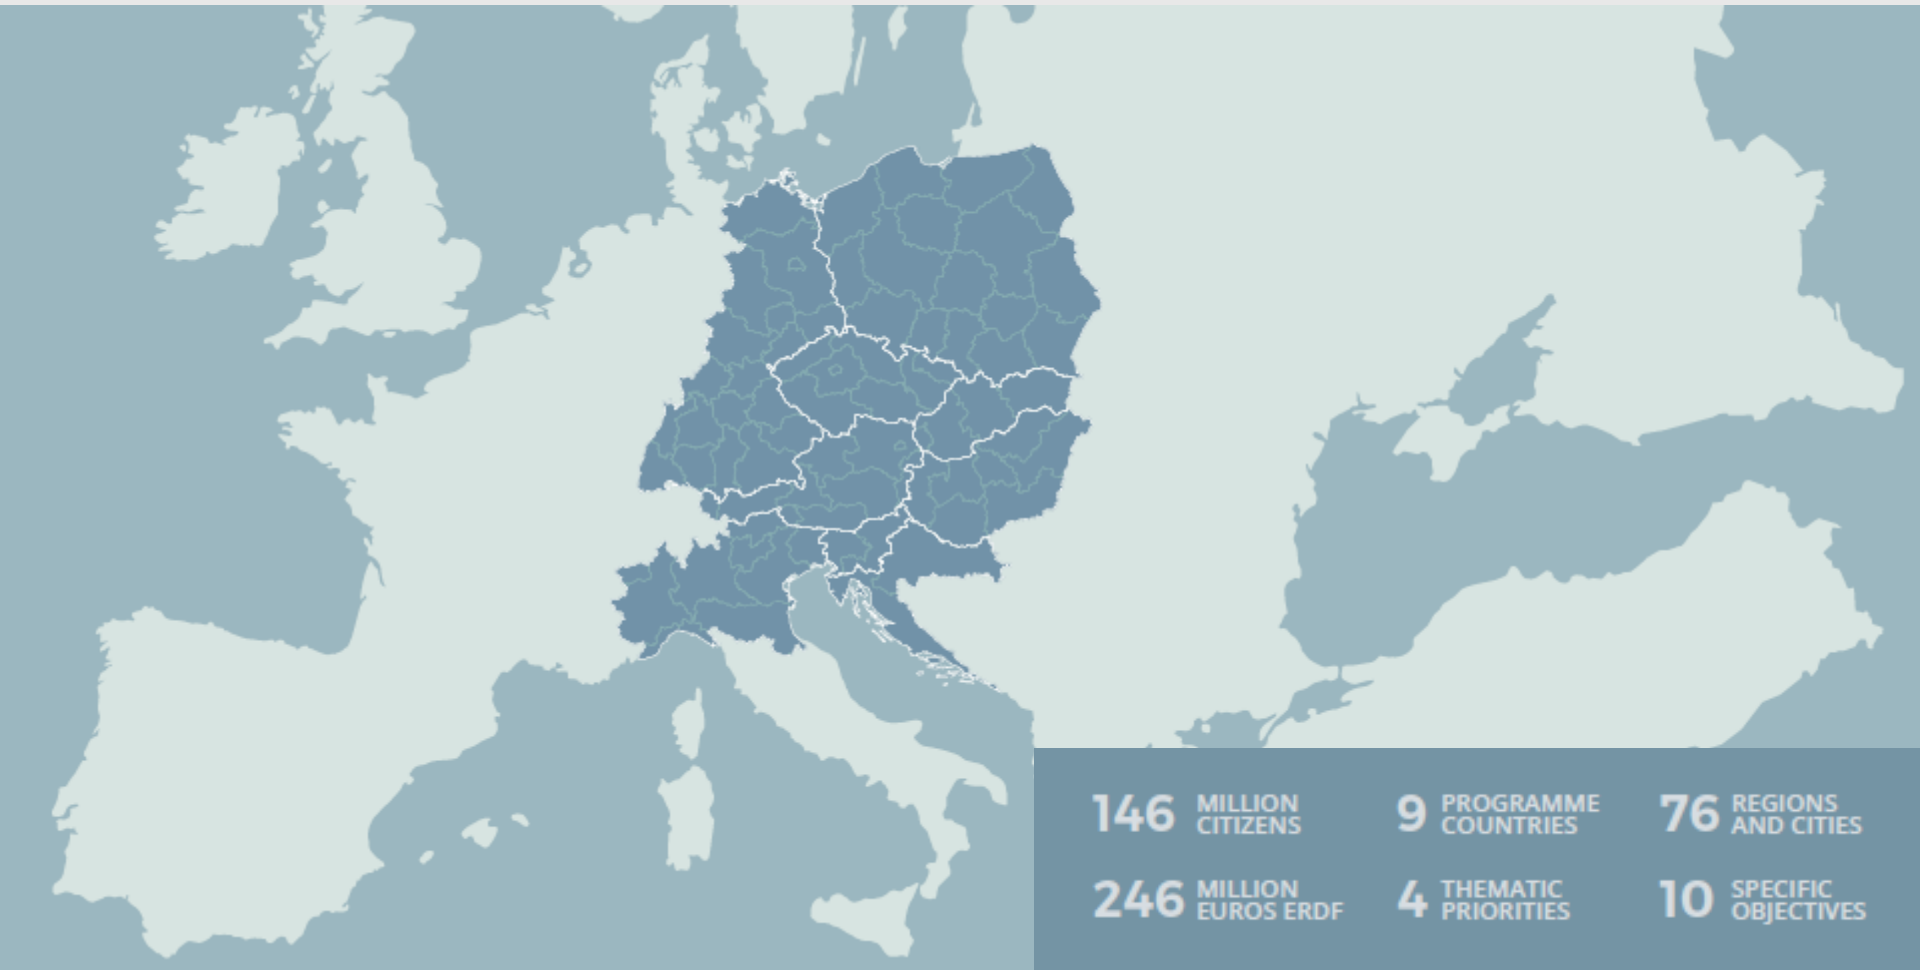 146 MILLION
CITIZENS
9 PROGRAMME
COUNTRIES
76 REGIONS
AND CITIES
246 MILLION
EUROS ERDF
4 THEMATIC
PRIORITIES
10 SPECIFIC
OBJECTIVES